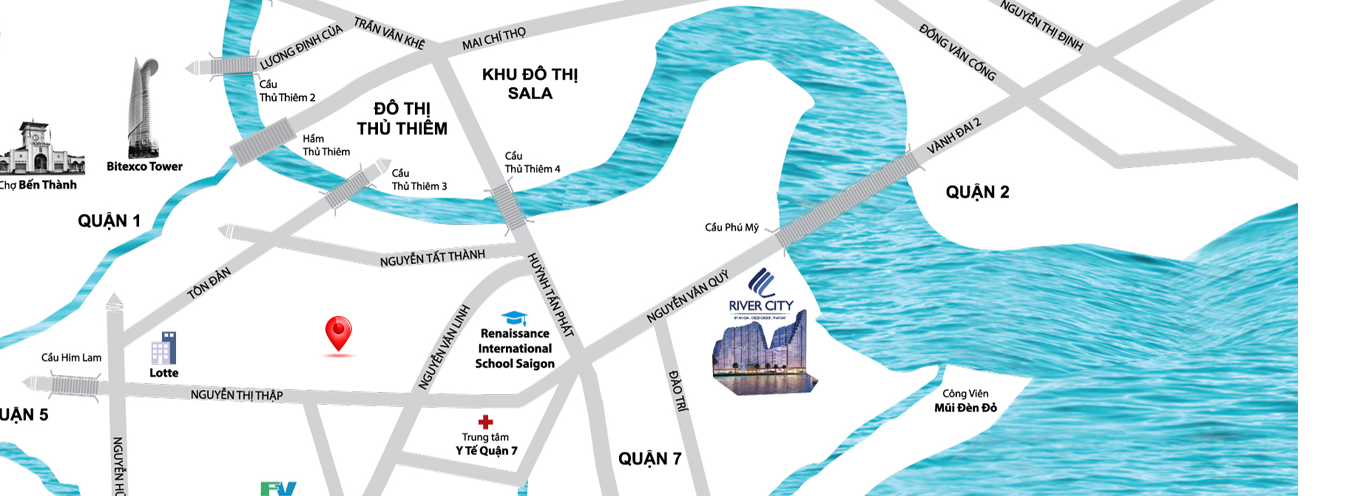 NGUYỄN THỊ ĐỊNH
TRẦN VĂN KHÊ
MAI CHÍ THỌ
LƯƠNG ĐỊNH CỦA
ĐỒNG VĂN CỐNG
KHU ĐÔ THỊ
SALA
Cầu
Thủ Thiêm 2
ĐÔ THỊ
THỦ THIÊM
Hầm
Thủ Thiêm
VÀNH ĐAI 2
Bitexco Tower
Cầu
Thủ Thiêm 4
Cầu
Thủ Thiêm 3
Chợ Bến Thành
QUẬN 2
QUẬN 1
Cầu Phú Mỹ
NGUYỄN TẤT THÀNH
TÔN ĐẢN
HUỲNH TẤN PHÁT
NGUYỄN VĂN QUỲ
RIVER CITY
NGUYỄN VĂN LINH
Renaissance
International
School Saigon
Cầu Him Lam
Lotte
NGUYỄN THỊ THẬP
ĐÀO TRÍ
Công Viên
Mũi Đèn Đỏ
UẬN 5
Trung tâm
Y Tế Quận 7
QUẬN 7
NGUYỄN HỮ
FV